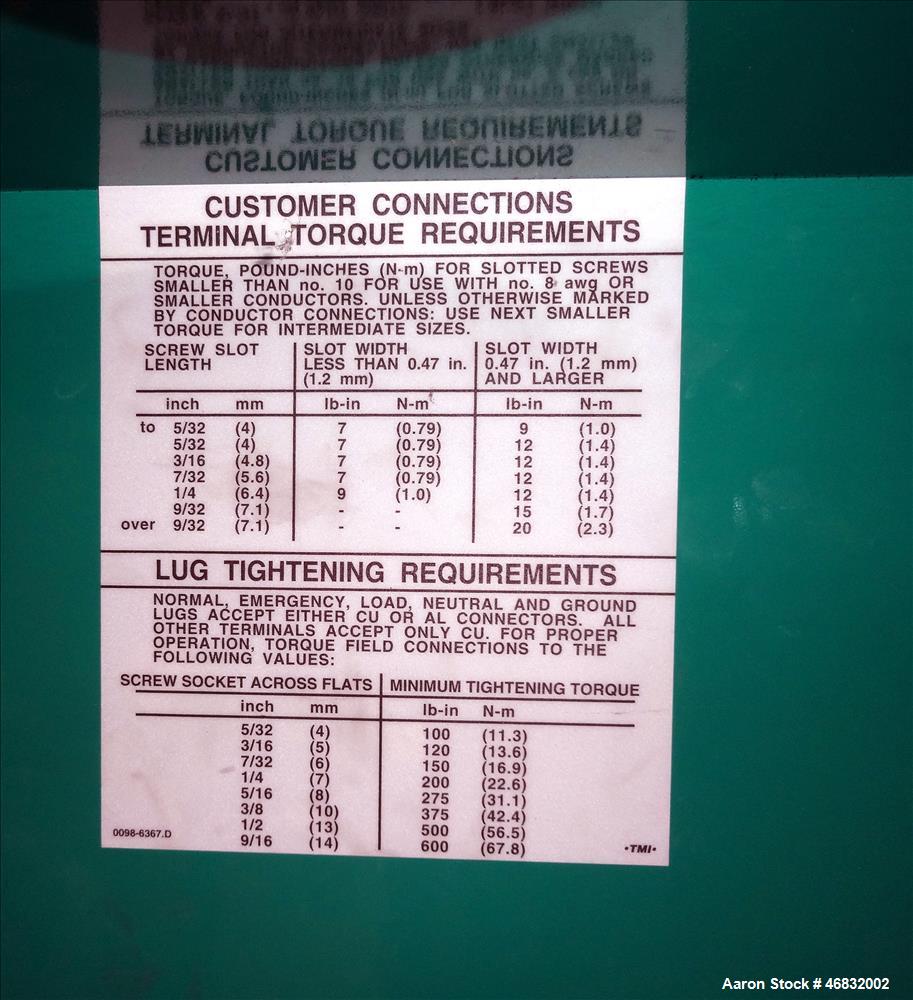 CUSTOMER CONNECTIONS
TERMINAL TORQUE REQUIREMENTS
TORQUE, POUND-INCHES (N-m) FOR SLOTTED SCREWS
SMALLER THAN no. 10 FOR USE WITH no. 8 awg OR
SMALLER CONDUCTORS. UNLESS OTHERWISE MARKED
BY CONDUCTOR CONNECTIONS: USE NEXT SMALLER
TORQUE FOR INTERMEDIATE SIZES.
SCREW SLOT SLOT WIDTH SLOT WIDTH
LENGTH LESS THAN 0.47 in. 0.47 in. (1.2 mm)
(1.2 mm) AND LARGER
inch mm lb-in N-m lb-in N-m
to 5/32 (4) 7 (0.79) 9 (1.0)
5/32 (4) 7 (0.79) 12 (1.4)
3/16 (4.8) 7 (0.79) 12 (1.4)
7/32 (5.6) 7 (0.79) 12 (1.4)
1/4 (6.4) 9 (1.0) 12 (1.4)
9/32 (7.1) - - 15 (1.7)
over 9/32 (7.1) - - 20 (2.3)
LUG TIGHTENING REQUIREMENTS
NORMAL, EMERGENCY, LOAD, NEUTRAL AND GROUND
LUGS ACCEPT EITHER CU OR AL CONNECTORS. ALL
OTHER TERMINALS ACCEPT ONLY CU. FOR PROPER
OPERATION, TORQUE FIELD CONNECTIONS TO THE
FOLLOWING VALUES:
SCREW SOCKET ACROSS FLATS MINIMUM TIGHTENING TORQUE
inch mm lb-in N-m
5/32 (4) 100 (11.3)
3/16 (5) 120 (13.6)
7/32 (6) 150 (16.9)
1/4 (7) 200 (22.6)
5/16 (8) 275 (31.1)
3/8 (10) 375 (42.4)
1/2 (13) 500 (56.5)
9/16 (14) 600 (67.8)
0098-6367.D •TMI•
Aaron Stock # 46832002